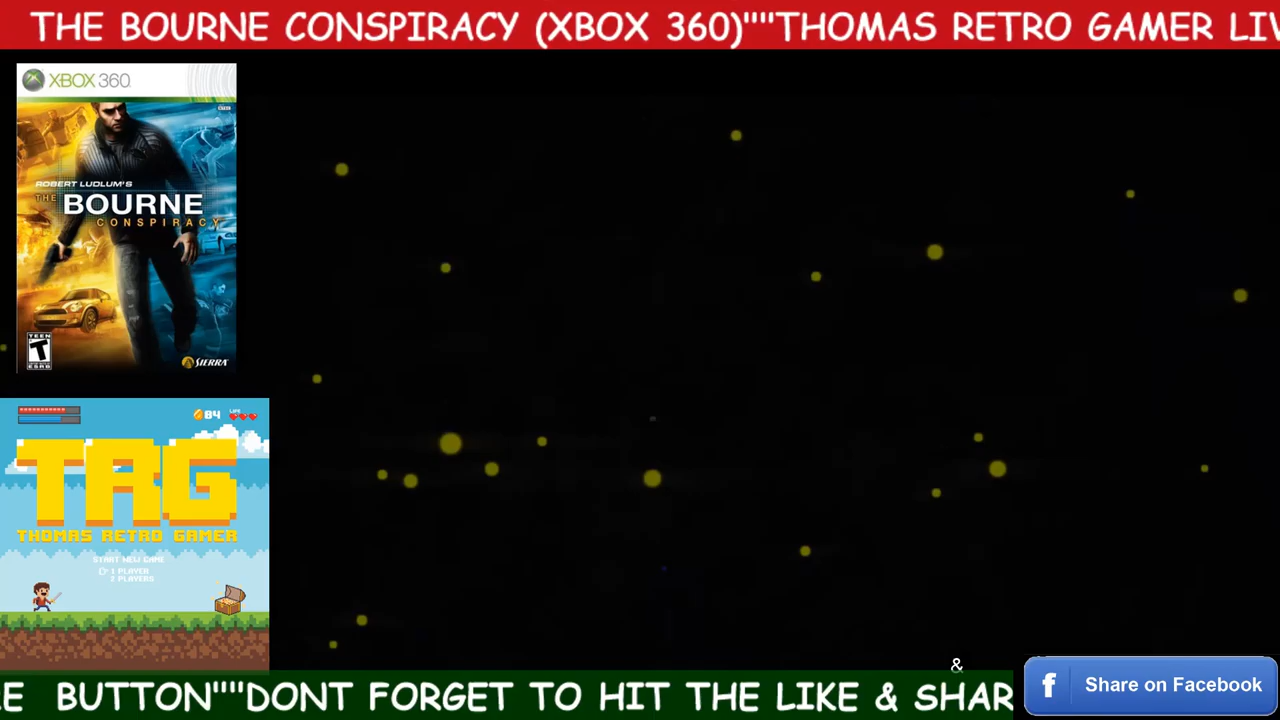 THE BOURNE CONSPIRACY (XBOX 360)""THOMAS RETRO GAMER LIV
XBOX 360
ROBERT LUDLUM'S
THE BOURNE
CONSPIRACY
TEEN
T
ESRB
SIERRA
84 LIFE
TRG
THOMAS RETRO GAMER
START NEW GAME
1 PLAYER
2 PLAYERS
&
RE BUTTON""DONT FORGET TO HIT THE LIKE & SHAR
f Share on Facebook